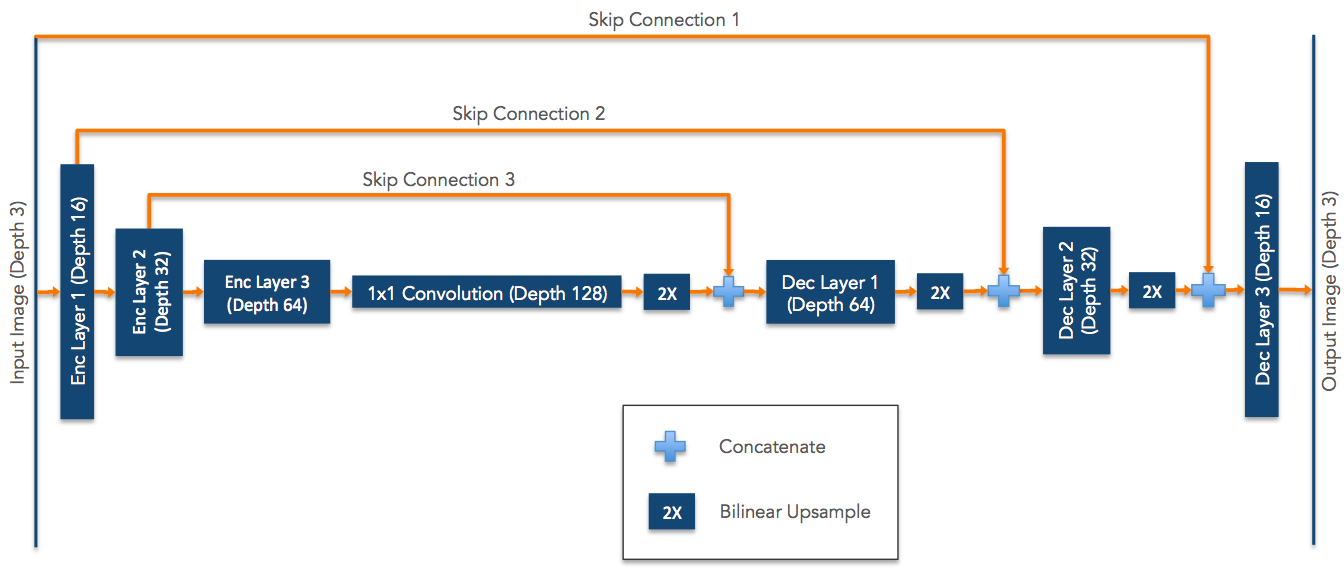 Skip Connection 1
Skip Connection 2
Skip Connection 3
Input Image (Depth 3)
Enc Layer 1 (Depth 16)
Enc Layer 2
(Depth 32)
Enc Layer 3
(Depth 64)
1x1 Convolution (Depth 128)
2X
Dec Layer 1
(Depth 64)
2X
Dec Layer 2
(Depth 32)
2X
Dec Layer 3 (Depth 16)
Output Image (Depth 3)
Concatenate
2X
Bilinear Upsample